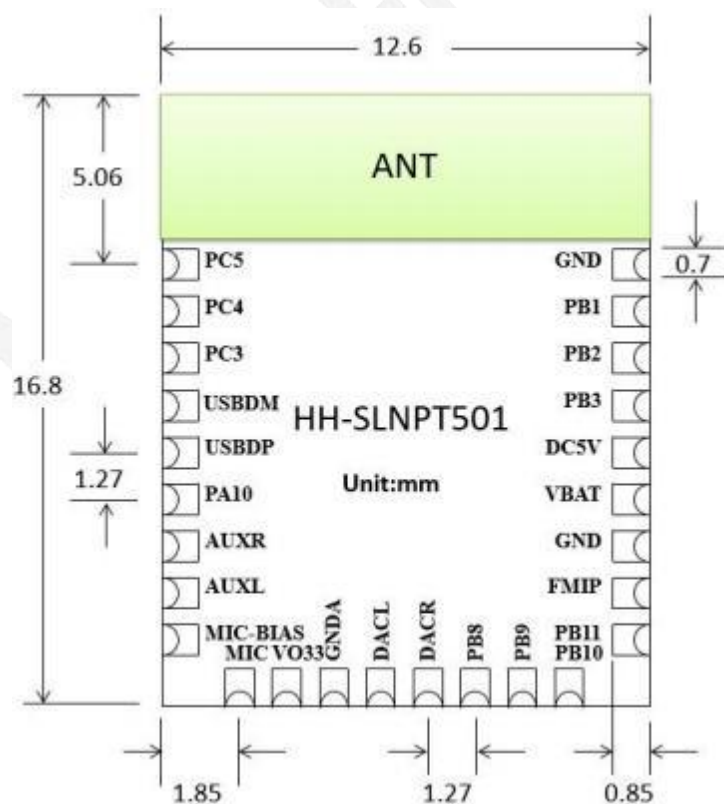 12.6
ANT
5.06
16.8
1.27
0.7
PC5
PC4
PC3
USBDM
USBDP
PA10
AUXR
AUXL
MIC-BIAS
HH-SLNPT501
Unit:mm
GND
PB1
PB2
PB3
DC5V
VBAT
GND
FMIP
PB11
MIC VO33
GNDA
DACL
DACR
PB8
PB9
PB10
1.85
1.27
0.85